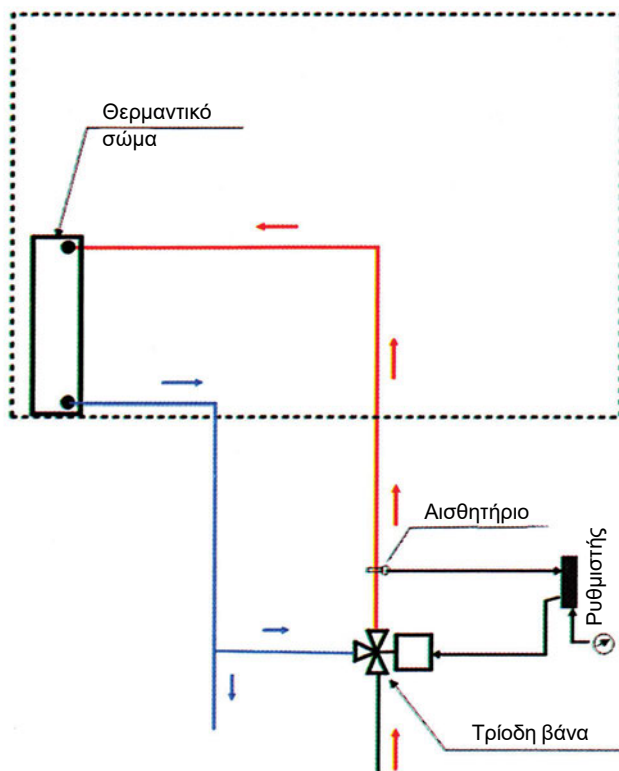 Θερμαντικό
σώμα
Αισθητήριο
Ρυθμιστής
Τρίοδη βάνα